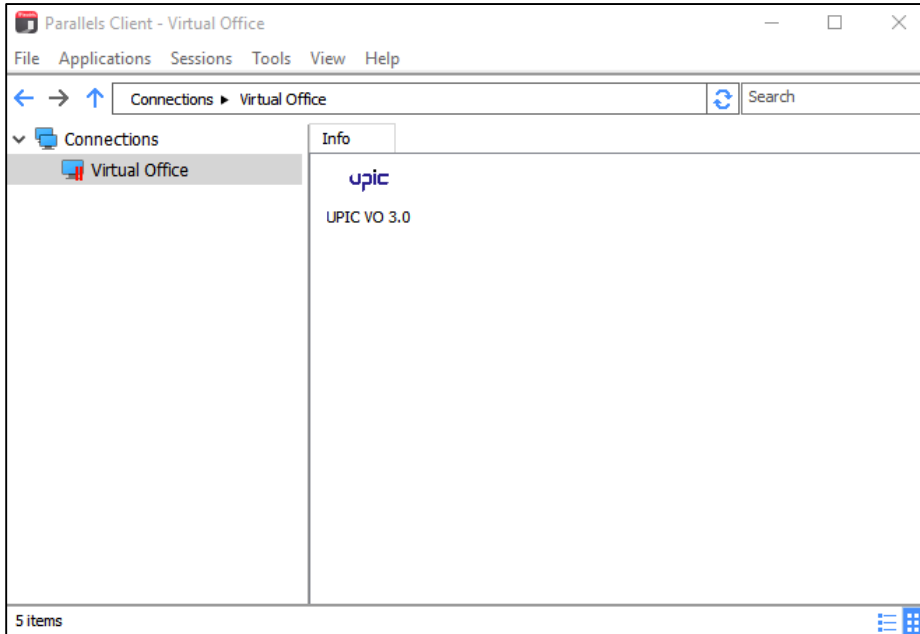 Parallels Client - Virtual Office
File Applications Sessions Tools View Help
Connections ▸ Virtual Office Search
Connections Info
Virtual Office
upic
UPIC VO 3.0
5 items